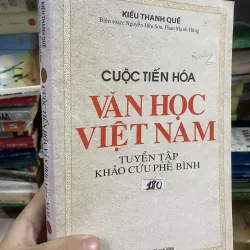 KIỀU THANH QUẾ
Biên khảo: Nguyễn Hữu Sơn, Phan Mạnh Hùng
CUỘC TIẾN HÓA
VĂN HỌC
VIỆT NAM
TUYỂN TẬP
KHẢO CỨU PHÊ BÌNH
180